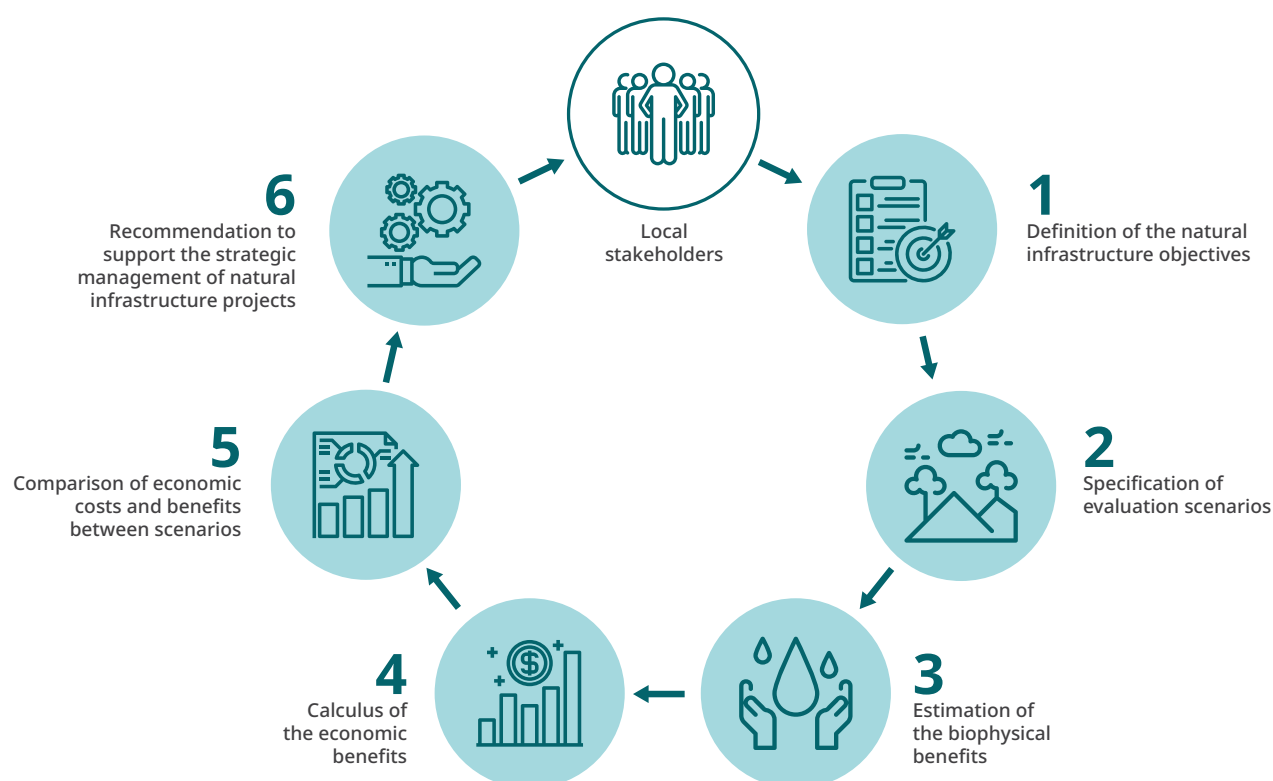 Local
stakeholders
1
Definition of the natural
infrastructure objectives
2
Specification of
evaluation scenarios
3
Estimation of
the biophysical
benefits
4
Calculus of
the economic
benefits
5
Comparison of economic
costs and benefits
between scenarios
6
Recommendation to
support the strategic
management of natural
infrastructure projects
$